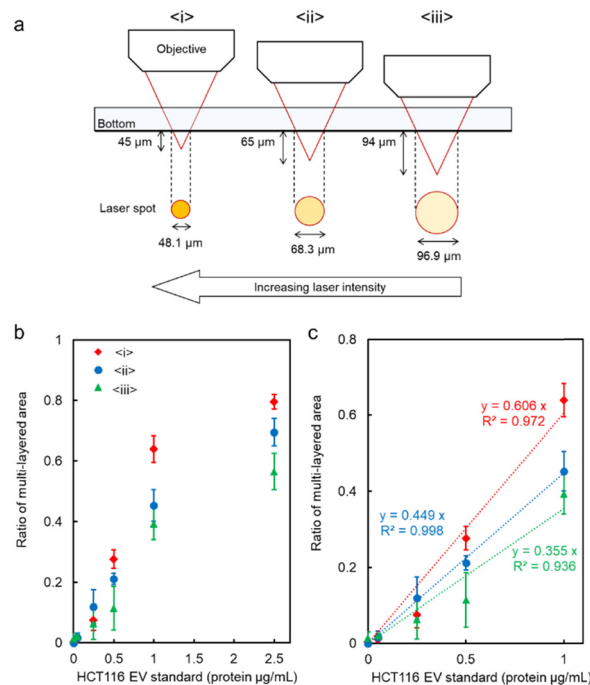 a
<i>
<ii>
<iii>
Objective
Bottom
45 µm
65 µm
94 µm
Laser spot
48.1 µm
68.3 µm
96.9 µm
Increasing laser intensity
b
Ratio of multi-layered area
1
0.8
0.6
0.4
0.2
0
<i>
<ii>
<iii>
0
0.5
1.0
1.5
2.0
2.5
HCT116 EV standard (protein µg/mL)
c
Ratio of multi-layered area
0.8
0.6
0.4
0.2
0
y = 0.606 x
R² = 0.972
y = 0.449 x
R² = 0.998
y = 0.355 x
R² = 0.936
0
0.5
1
HCT116 EV standard (protein µg/mL)